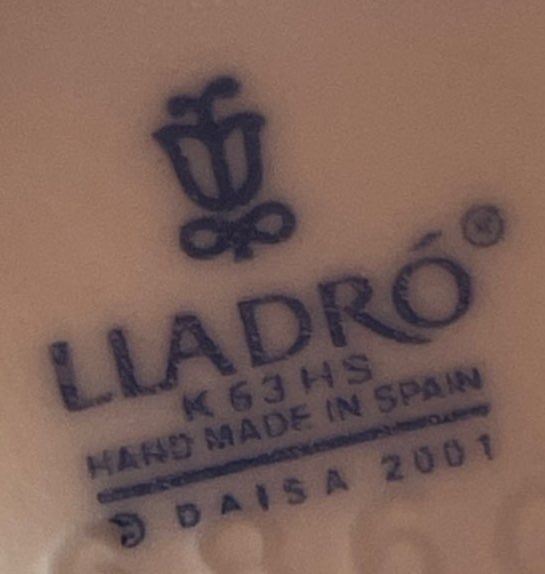 LLADRÓ®
K 63 HS
HAND MADE IN SPAIN
© DAISA 2001